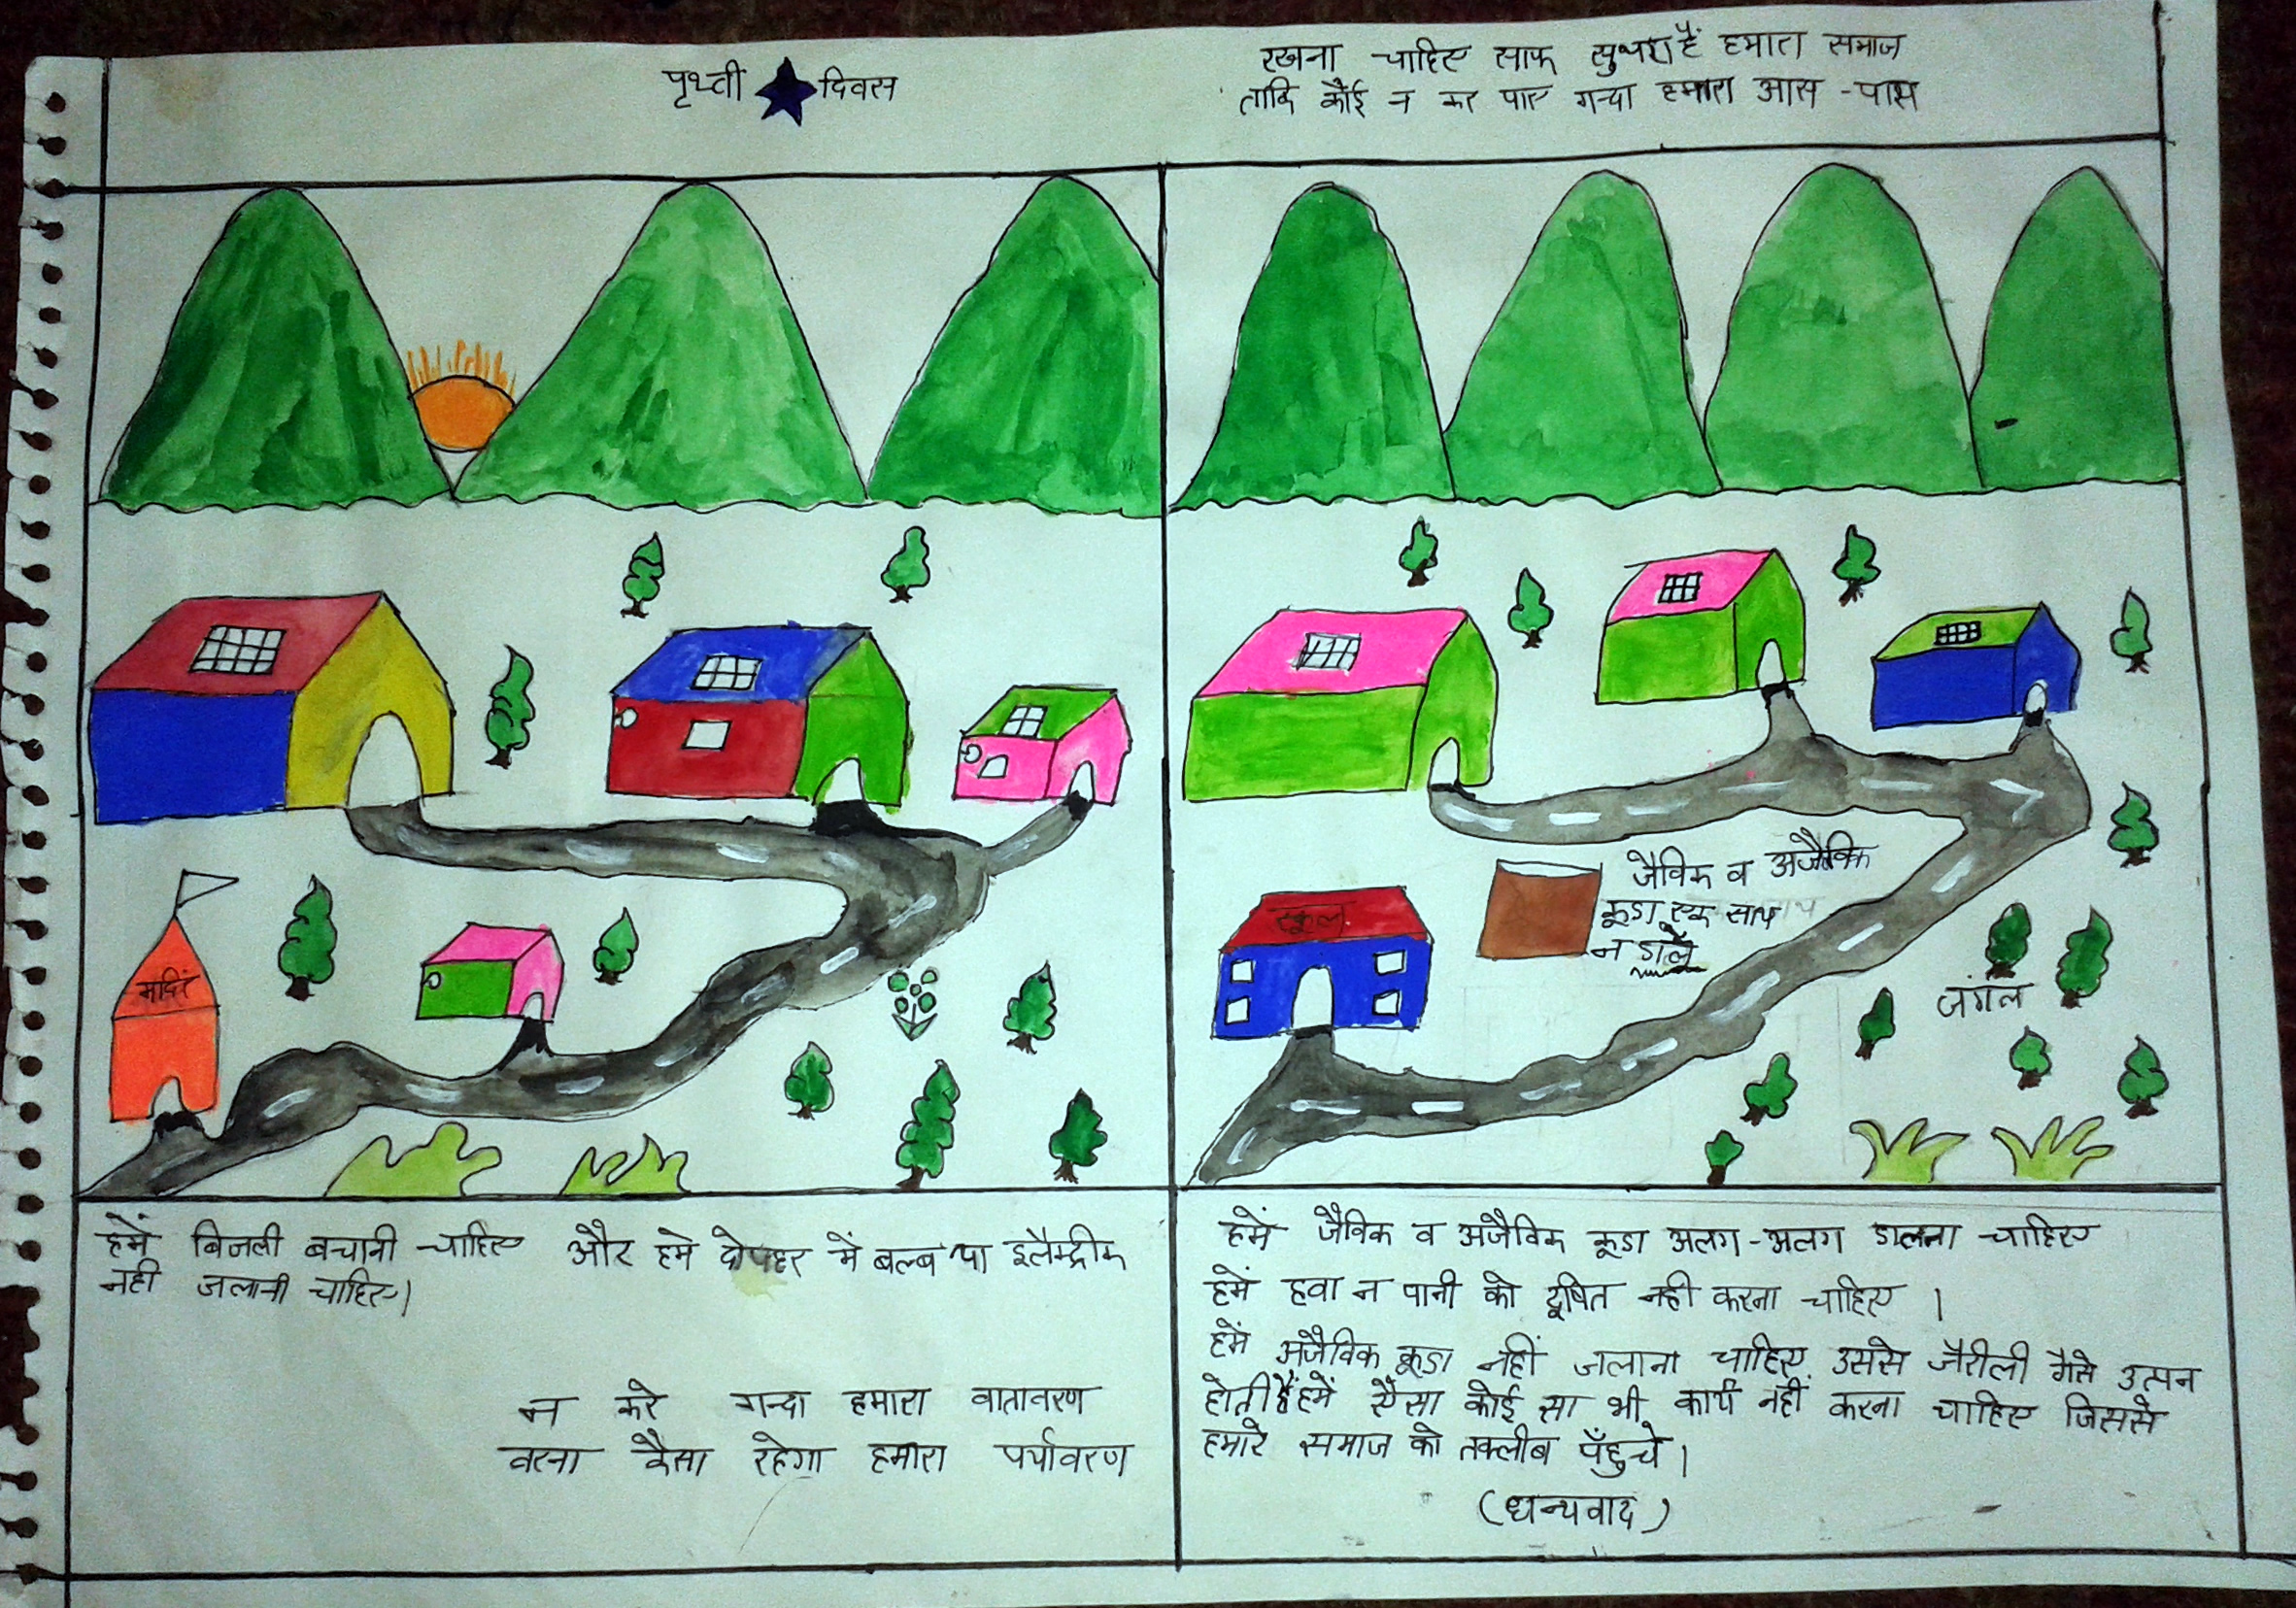 पृथ्वी दिवस
रखना चाहिए साफ सुथरा हैं हमारा समाज
ताकि कोई न कर पाए गन्दा हमारा आस-पास
जैविक व अजैविक
कूडा एक साथ
न डाले
स्कूल
मदिंर
जंगल
हमें बिजली बचानी चाहिए और हमे दोपहर में बल्ब या इलैक्ट्रीक
नही जलानी चाहिए।
न करे गन्दा हमारा वातावरण
वरना कैसा रहेगा हमारा पर्यावरण
हमें जैविक व अजैविक कूडा अलग-अलग डालना चाहिए
हमें हवा न पानी को दूषित नही करना चाहिए।
हमें अजैविक कूडा नहीं जलाना चाहिए उससे जैरीली गैसे उत्पन
होती हैं हमें ऐसा कोई सा भी कार्य नहीं करना चाहिए जिससे
हमारे समाज को तक्लीब पँहुचे।
(धन्यवाद)